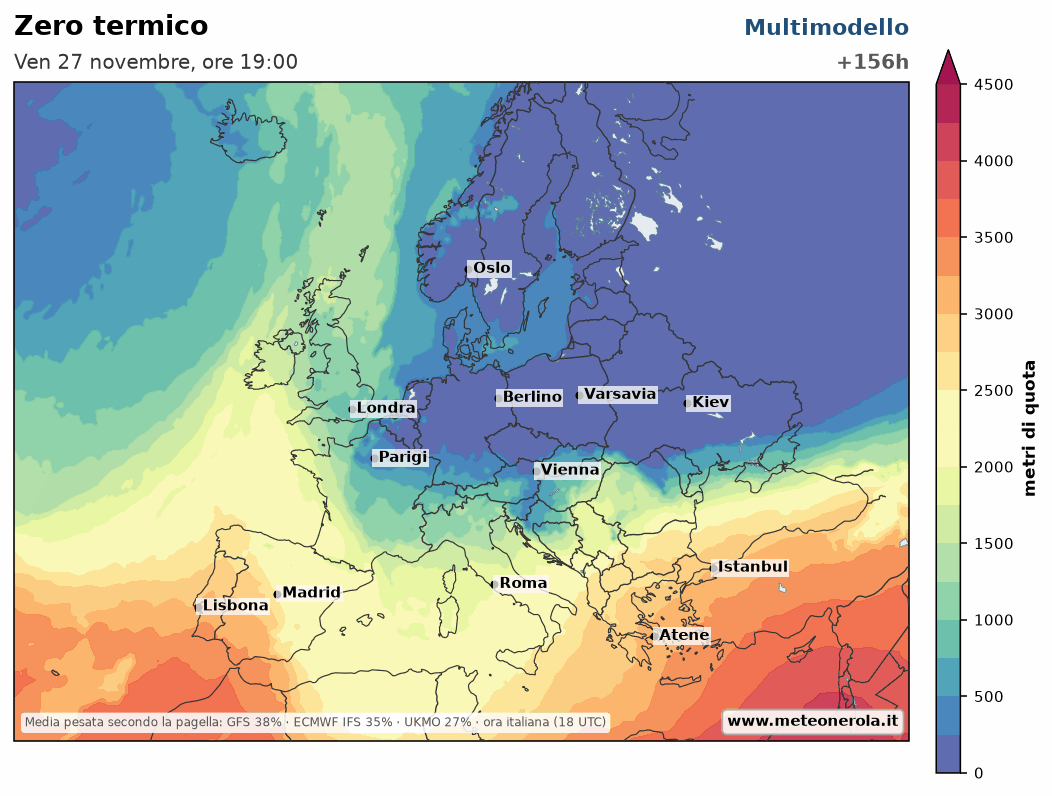 Zero termico
Multimodello
Ven 27 novembre, ore 19:00
+156h
4500
4000
3500
3000
2500
2000
1500
1000
500
0
metri di quota
Oslo
Berlino
Varsavia
Kiev
Londra
Parigi
Vienna
Istanbul
Roma
Madrid
Lisbona
Atene
Media pesata secondo la pagella: GFS 38% · ECMWF IFS 35% · UKMO 27% · ora italiana (18 UTC)
www.meteonerola.it